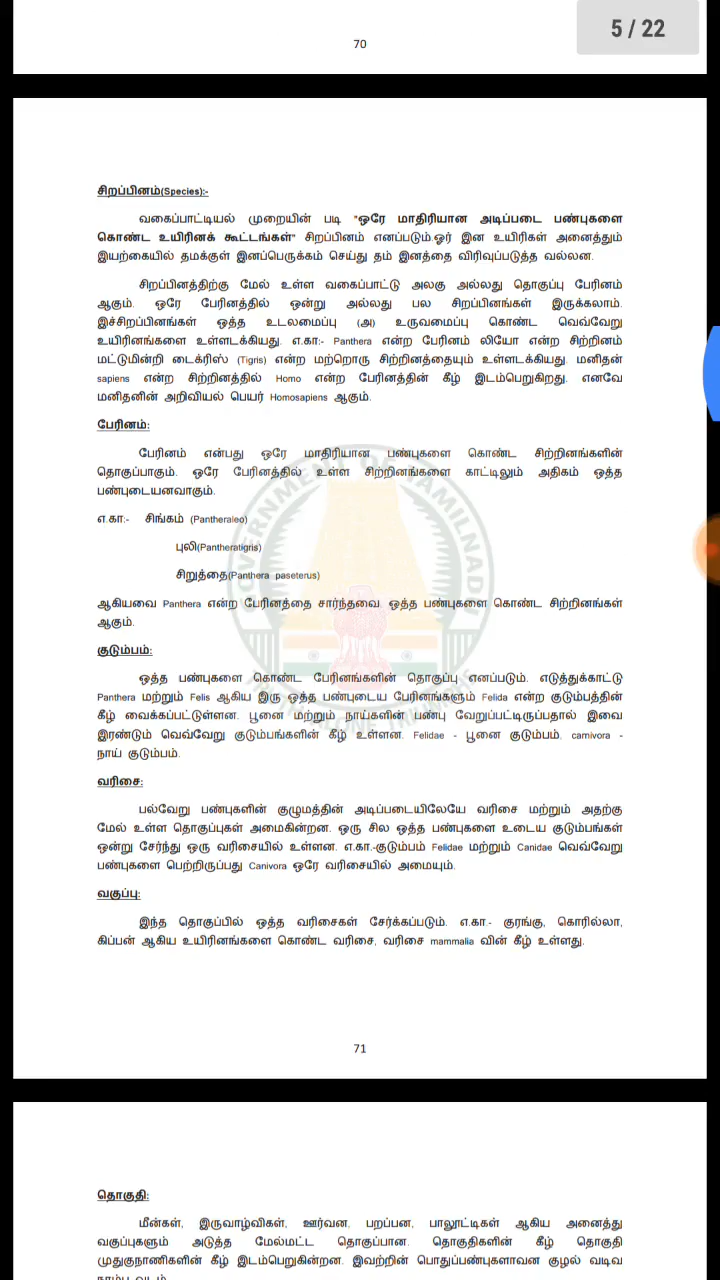 5 / 22
70
சிறப்பினம்(Species):-
வகைப்பாட்டியல் முறையின் படி "ஒரே மாதிரியான அடிப்படை பண்புகளை
கொண்ட உயிரினக் கூட்டங்கள்" சிறப்பினம் எனப்படும்.ஓர் இன உயிரிகள் அனைத்தும்
இயற்கையில் தமக்குள் இனப்பெருக்கம் செய்து தம் இனத்தை விரிவுப்படுத்த வல்லன.
சிறப்பினத்திற்கு மேல் உள்ள வகைப்பாட்டு அலகு அல்லது தொகுப்பு பேரினம்
ஆகும். ஒரே பேரினத்தில் ஒன்று அல்லது பல சிறப்பினங்கள் இருக்கலாம்.
இச்சிறப்பினங்கள் ஒத்த உடலமைப்பு (அ) உருவமைப்பு கொண்ட வெவ்வேறு
உயிரினங்களை உள்ளடக்கியது. எ.கா:- Panthera என்ற பேரினம் லியோ என்ற சிற்றினம்
மட்டுமின்றி டைக்ரிஸ் (Tigris) என்ற மற்றொரு சிற்றினத்தையும் உள்ளடக்கியது. மனிதன்
sapiens என்ற சிற்றினத்தில் Homo என்ற பேரினத்தின் கீழ் இடம்பெறுகிறது. எனவே
மனிதனின் அறிவியல் பெயர் Homosapiens ஆகும்.
பேரினம்:
பேரினம் என்பது ஒரே மாதிரியான பண்புகளை கொண்ட சிற்றினங்களின்
தொகுப்பாகும். ஒரே பேரினத்தில் உள்ள சிற்றினங்களை காட்டிலும் அதிகம் ஒத்த
பண்புடையனவாகும்.
எ.கா:- சிங்கம் (Pantheraleo)
புலி(Pantheratigris)
சிறுத்தை(Panthera paseterus)
ஆகியவை Panthera என்ற பேரினத்தை சார்ந்தவை. ஒத்த பண்புகளை கொண்ட சிற்றினங்கள்
ஆகும்.
குடும்பம்:
ஒத்த பண்புகளை கொண்ட பேரினங்களின் தொகுப்பு எனப்படும். எடுத்துக்காட்டு
Panthera மற்றும் Felis ஆகிய இரு ஒத்த பண்புடைய பேரினங்களும் Felida என்ற குடும்பத்தின்
கீழ் வைக்கப்பட்டுள்ளன. பூனை மற்றும் நாய்களின் பண்பு வேறுப்பட்டிருப்பதால் இவை
இரண்டும் வெவ்வேறு குடும்பங்களின் கீழ் உள்ளன. Felidae - பூனை குடும்பம், carnivora -
நாய் குடும்பம்.
வரிசை:
பல்வேறு பண்புகளின் குழுமத்தின் அடிப்படையிலேயே வரிசை மற்றும் அதற்கு
மேல் உள்ள தொகுப்புகள் அமைகின்றன. ஒரு சில ஒத்த பண்புகளை உடைய குடும்பங்கள்
ஒன்று சேர்ந்து ஒரு வரிசையில் உள்ளன. எ.கா.-குடும்பம் Felidae மற்றும் Canidae வெவ்வேறு
பண்புகளை பெற்றிருப்பது Canivora ஒரே வரிசையில் அமையும்.
வகுப்பு:
இந்த தொகுப்பில் ஒத்த வரிசைகள் சேர்க்கப்படும். எ.கா.- குரங்கு, கொரில்லா,
கிப்பன் ஆகிய உயிரினங்களை கொண்ட வரிசை, வரிசை mammalia வின் கீழ் உள்ளது.
GOVERNMENT OF TAMILNADU
TRUTH ALONE TRIUMPHS
71
தொகுதி:
மீன்கள், இருவாழ்விகள், ஊர்வன, பறப்பன, பாலூட்டிகள் ஆகிய அனைத்து
வகுப்புகளும் அடுத்த மேல்மட்ட தொகுப்பான. தொகுதிகளின் கீழ் தொகுதி
முதுகுநாணிகளின் கீழ் இடம்பெறுகின்றன. இவற்றின் பொதுப்பண்புகளாவன குழல் வடிவ